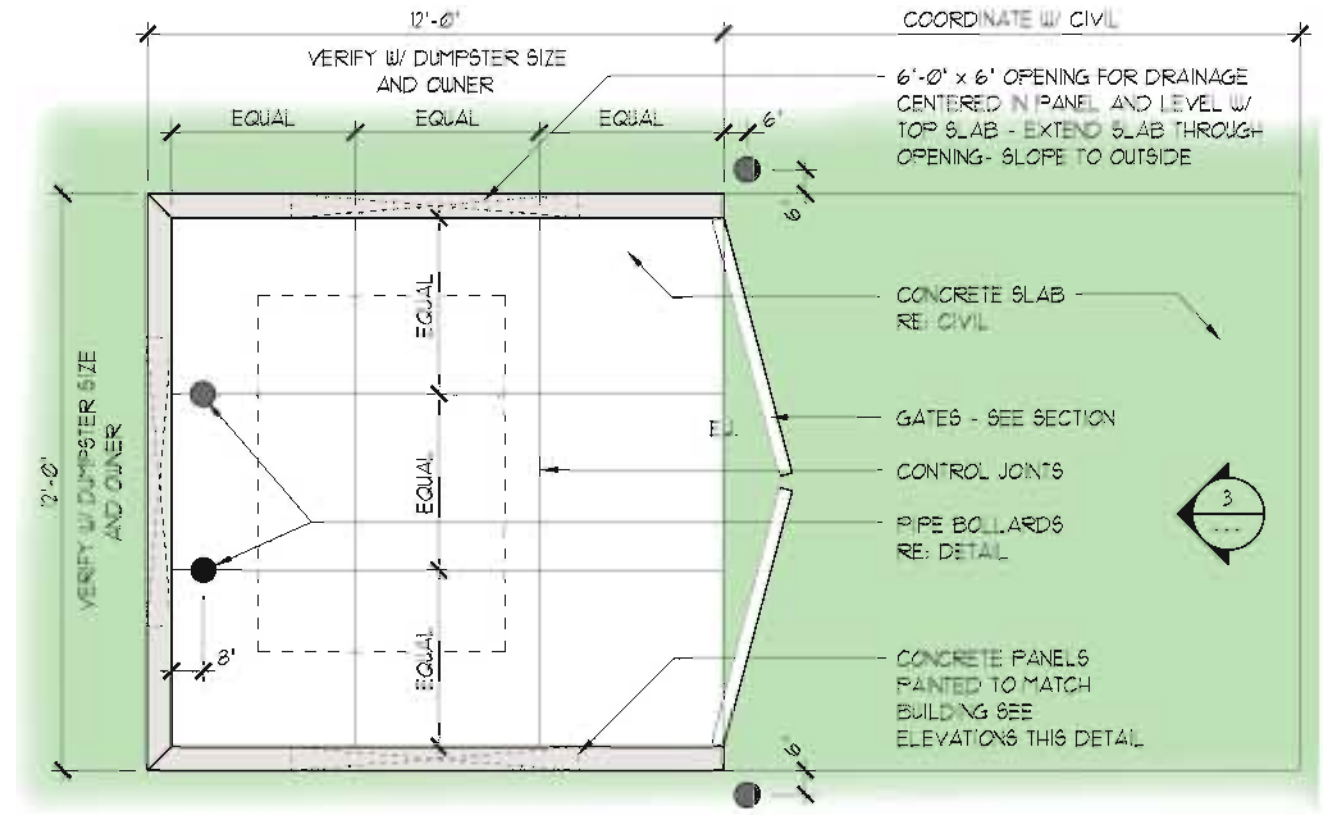 12'-0"
COORDINATE W/ CIVIL
VERIFY W/ DUMPSTER SIZE
AND OWNER
6'-0" x 6" OPENING FOR DRAINAGE
CENTERED IN PANEL AND LEVEL W/
TOP SLAB - EXTEND SLAB THROUGH
OPENING- SLOPE TO OUTSIDE
EQUAL
EQUAL
EQUAL
6"
6"
EQUAL
CONCRETE SLAB
RE: CIVIL
VERIFY W/ DUMPSTER SIZE
AND OWNER
12'-0"
GATES - SEE SECTION
EQ.
CONTROL JOINTS
EQUAL
3
---
PIPE BOLLARDS
RE: DETAIL
8"
EQUAL
CONCRETE PANELS
PAINTED TO MATCH
BUILDING SEE
ELEVATIONS THIS DETAIL
6"